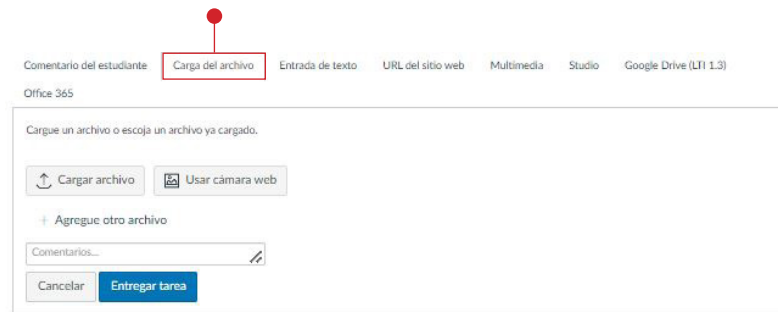 Comentario del estudiante Carga del archivo Entrada de texto URL del sitio web Multimedia Studio Google Drive (LTI 1.3)
Office 365
Cargue un archivo o escoja un archivo ya cargado.
Cargar archivo Usar cámara web
+ Agregue otro archivo
Comentarios...
Cancelar Entregar tarea